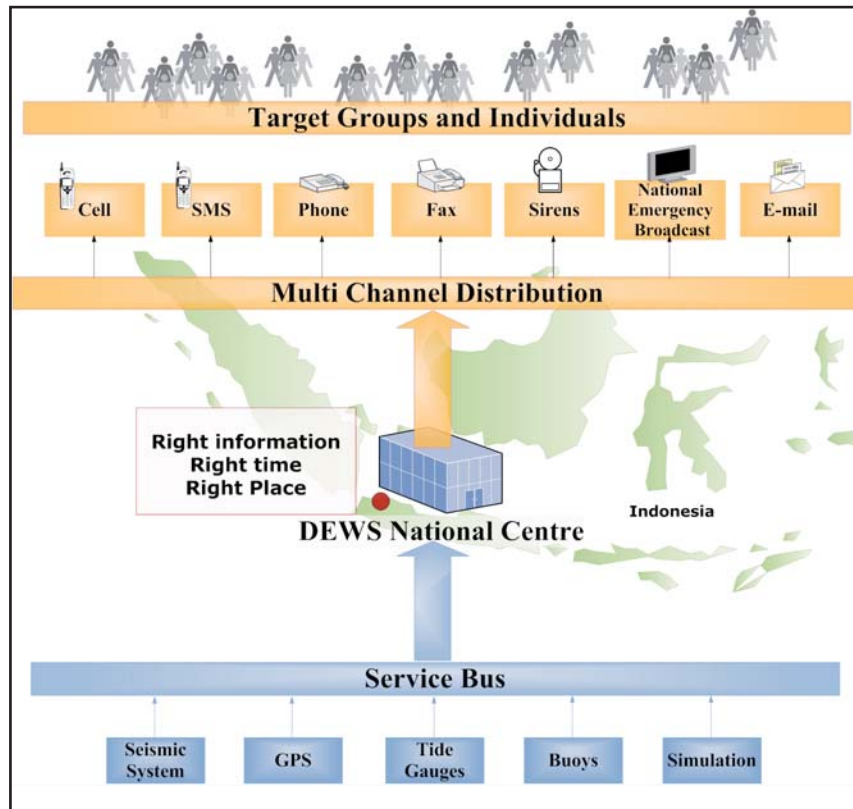 Target Groups and Individuals
Cell
SMS
Phone
Fax
Sirens
National
Emergency
Broadcast
E-mail
Multi Channel Distribution
Right information
Right time
Right Place
Indonesia
DEWS National Centre
Service Bus
Seismic
System
GPS
Tide
Gauges
Buoys
Simulation